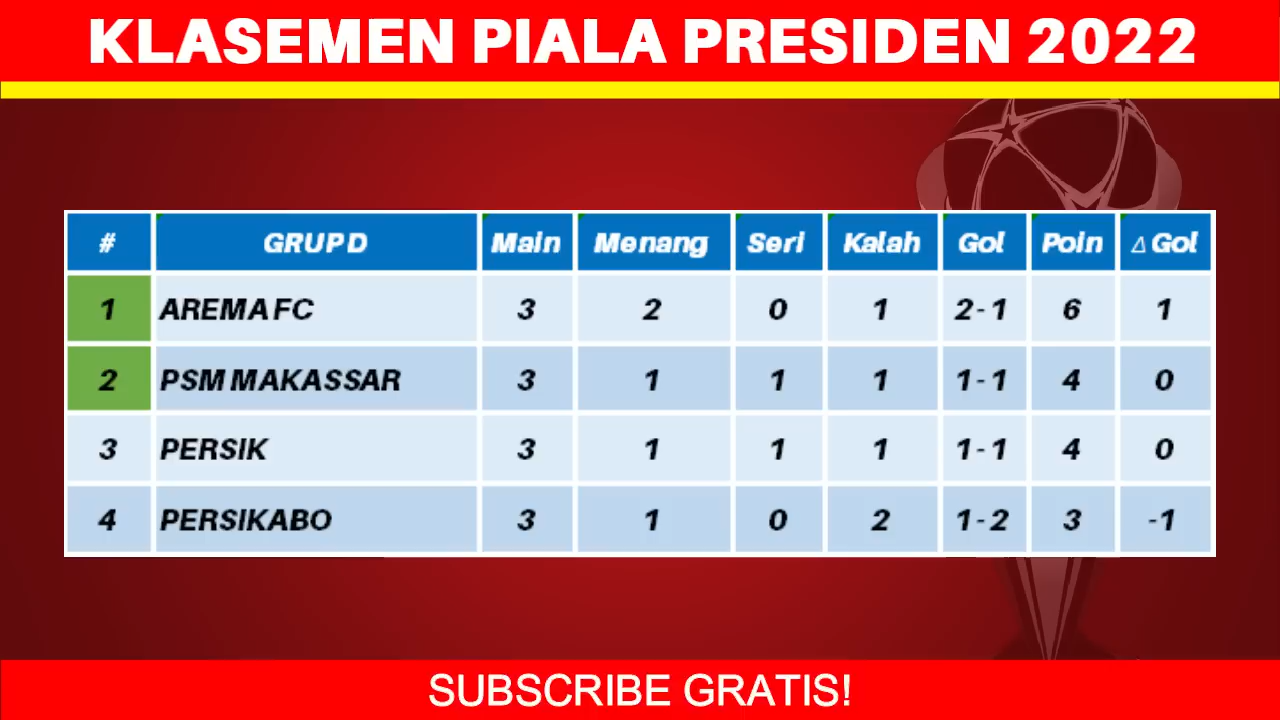 KLASEMEN PIALA PRESIDEN 2022
# GRUP D Main Menang Seri Kalah Gol Poin Δ Gol
1 AREMA FC 3 2 0 1 2-1 6 1
2 PSM MAKASSAR 3 1 1 1 1-1 4 0
3 PERSIK 3 1 1 1 1-1 4 0
4 PERSIKABO 3 1 0 2 1-2 3 -1
SUBSCRIBE GRATIS!